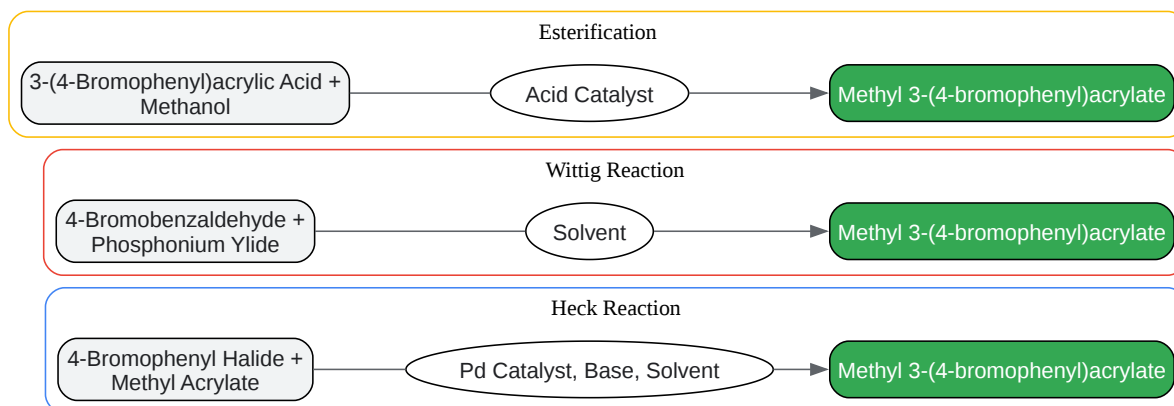 Esterification
3-(4-Bromophenyl)acrylic Acid +
Methanol
Acid Catalyst
Methyl 3-(4-bromophenyl)acrylate
Wittig Reaction
4-Bromobenzaldehyde +
Phosphonium Ylide
Solvent
Methyl 3-(4-bromophenyl)acrylate
Heck Reaction
4-Bromophenyl Halide +
Methyl Acrylate
Pd Catalyst, Base, Solvent
Methyl 3-(4-bromophenyl)acrylate